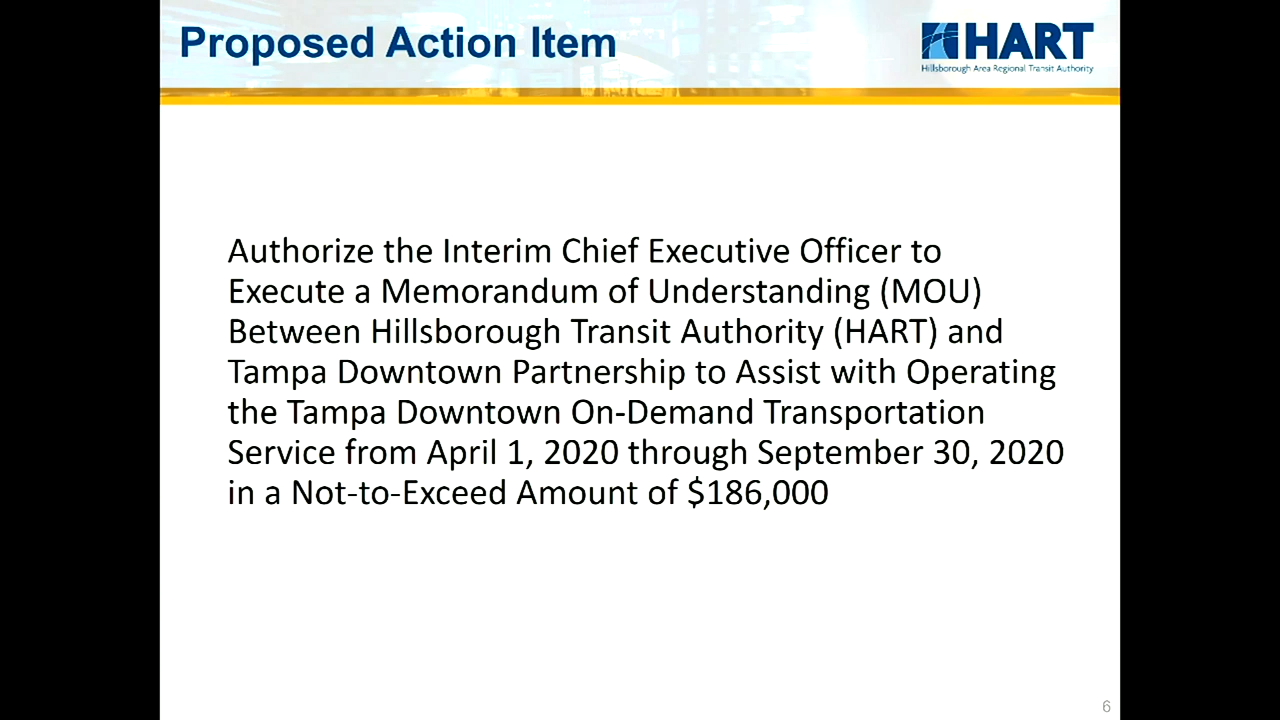 Proposed Action Item
HART
Hillsborough Area Regional Transit Authority
Authorize the Interim Chief Executive Officer to
Execute a Memorandum of Understanding (MOU)
Between Hillsborough Transit Authority (HART) and
Tampa Downtown Partnership to Assist with Operating
the Tampa Downtown On-Demand Transportation
Service from April 1, 2020 through September 30, 2020
in a Not-to-Exceed Amount of $186,000
6